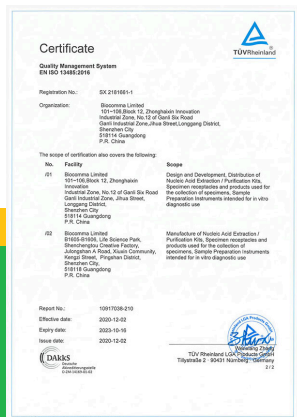 Certificate
TÜVRheinland
Quality Management System
EN ISO 13485:2016
Registration No.: SX 2181661-1
Organization: Biocomma Limited
101~106,Block 12, Zhonghaixin Innovation
Industrial Zone, No.12 of Ganli Six Road
Ganli Industrial Zone,Jihua Street,Longgang District,
Shenzhen City
518114 Guangdong
P.R. China
The scope of certification also covers the following:
No. Facility Scope
/01 Biocomma Limited
101~106,Block 12, Zhonghaixin
Innovation
Industrial Zone, No.12 of Ganli Six Road
Ganli Industrial Zone, Jihua Street,
Longgang District,
Shenzhen City
518114 Guangdong
P.R. China
Design and Development, Distribution of
Nucleic Acid Extraction / Purification Kits,
Specimen receptacles and products used for
the collection of specimens, Sample
Preparation Instruments intended for in vitro
diagnostic use
/02 Biocomma Limited
B1605-B1606, Life Science Park,
Shenchengtou Creative Factory,
Julongshan A Road, Xiuxin Community,
Kengzi Street, Pingshan District,
Shenzhen City,
518118 Guangdong
P.R. China
Manufacture of Nucleic Acid Extraction /
Purification Kits, Specimen receptacles and
products used for the collection of
specimens, Sample Preparation Instruments
intended for in vitro diagnostic use
Report No.: 10917038-210
Effective date: 2020-12-02
Expiry date: 2023-10-16
Issue date: 2020-12-02
DAkkS
Deutsche
Akkreditierungsstelle
TÜV Rheinland LGA Products GmbH
Tillystraße 2 · 90431 Nürnberg · Germany
2/2